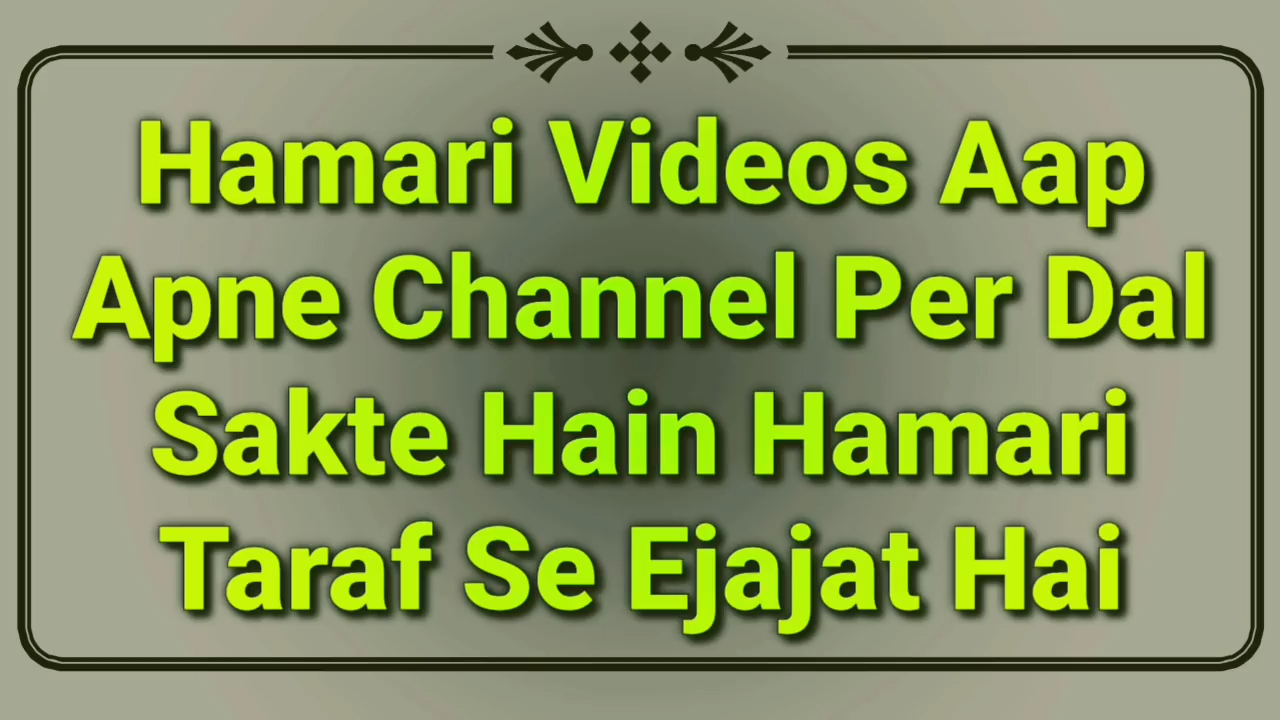 Hamari Videos Aap
Apne Channel Per Dal
Sakte Hain Hamari
Taraf Se Ejajat Hai